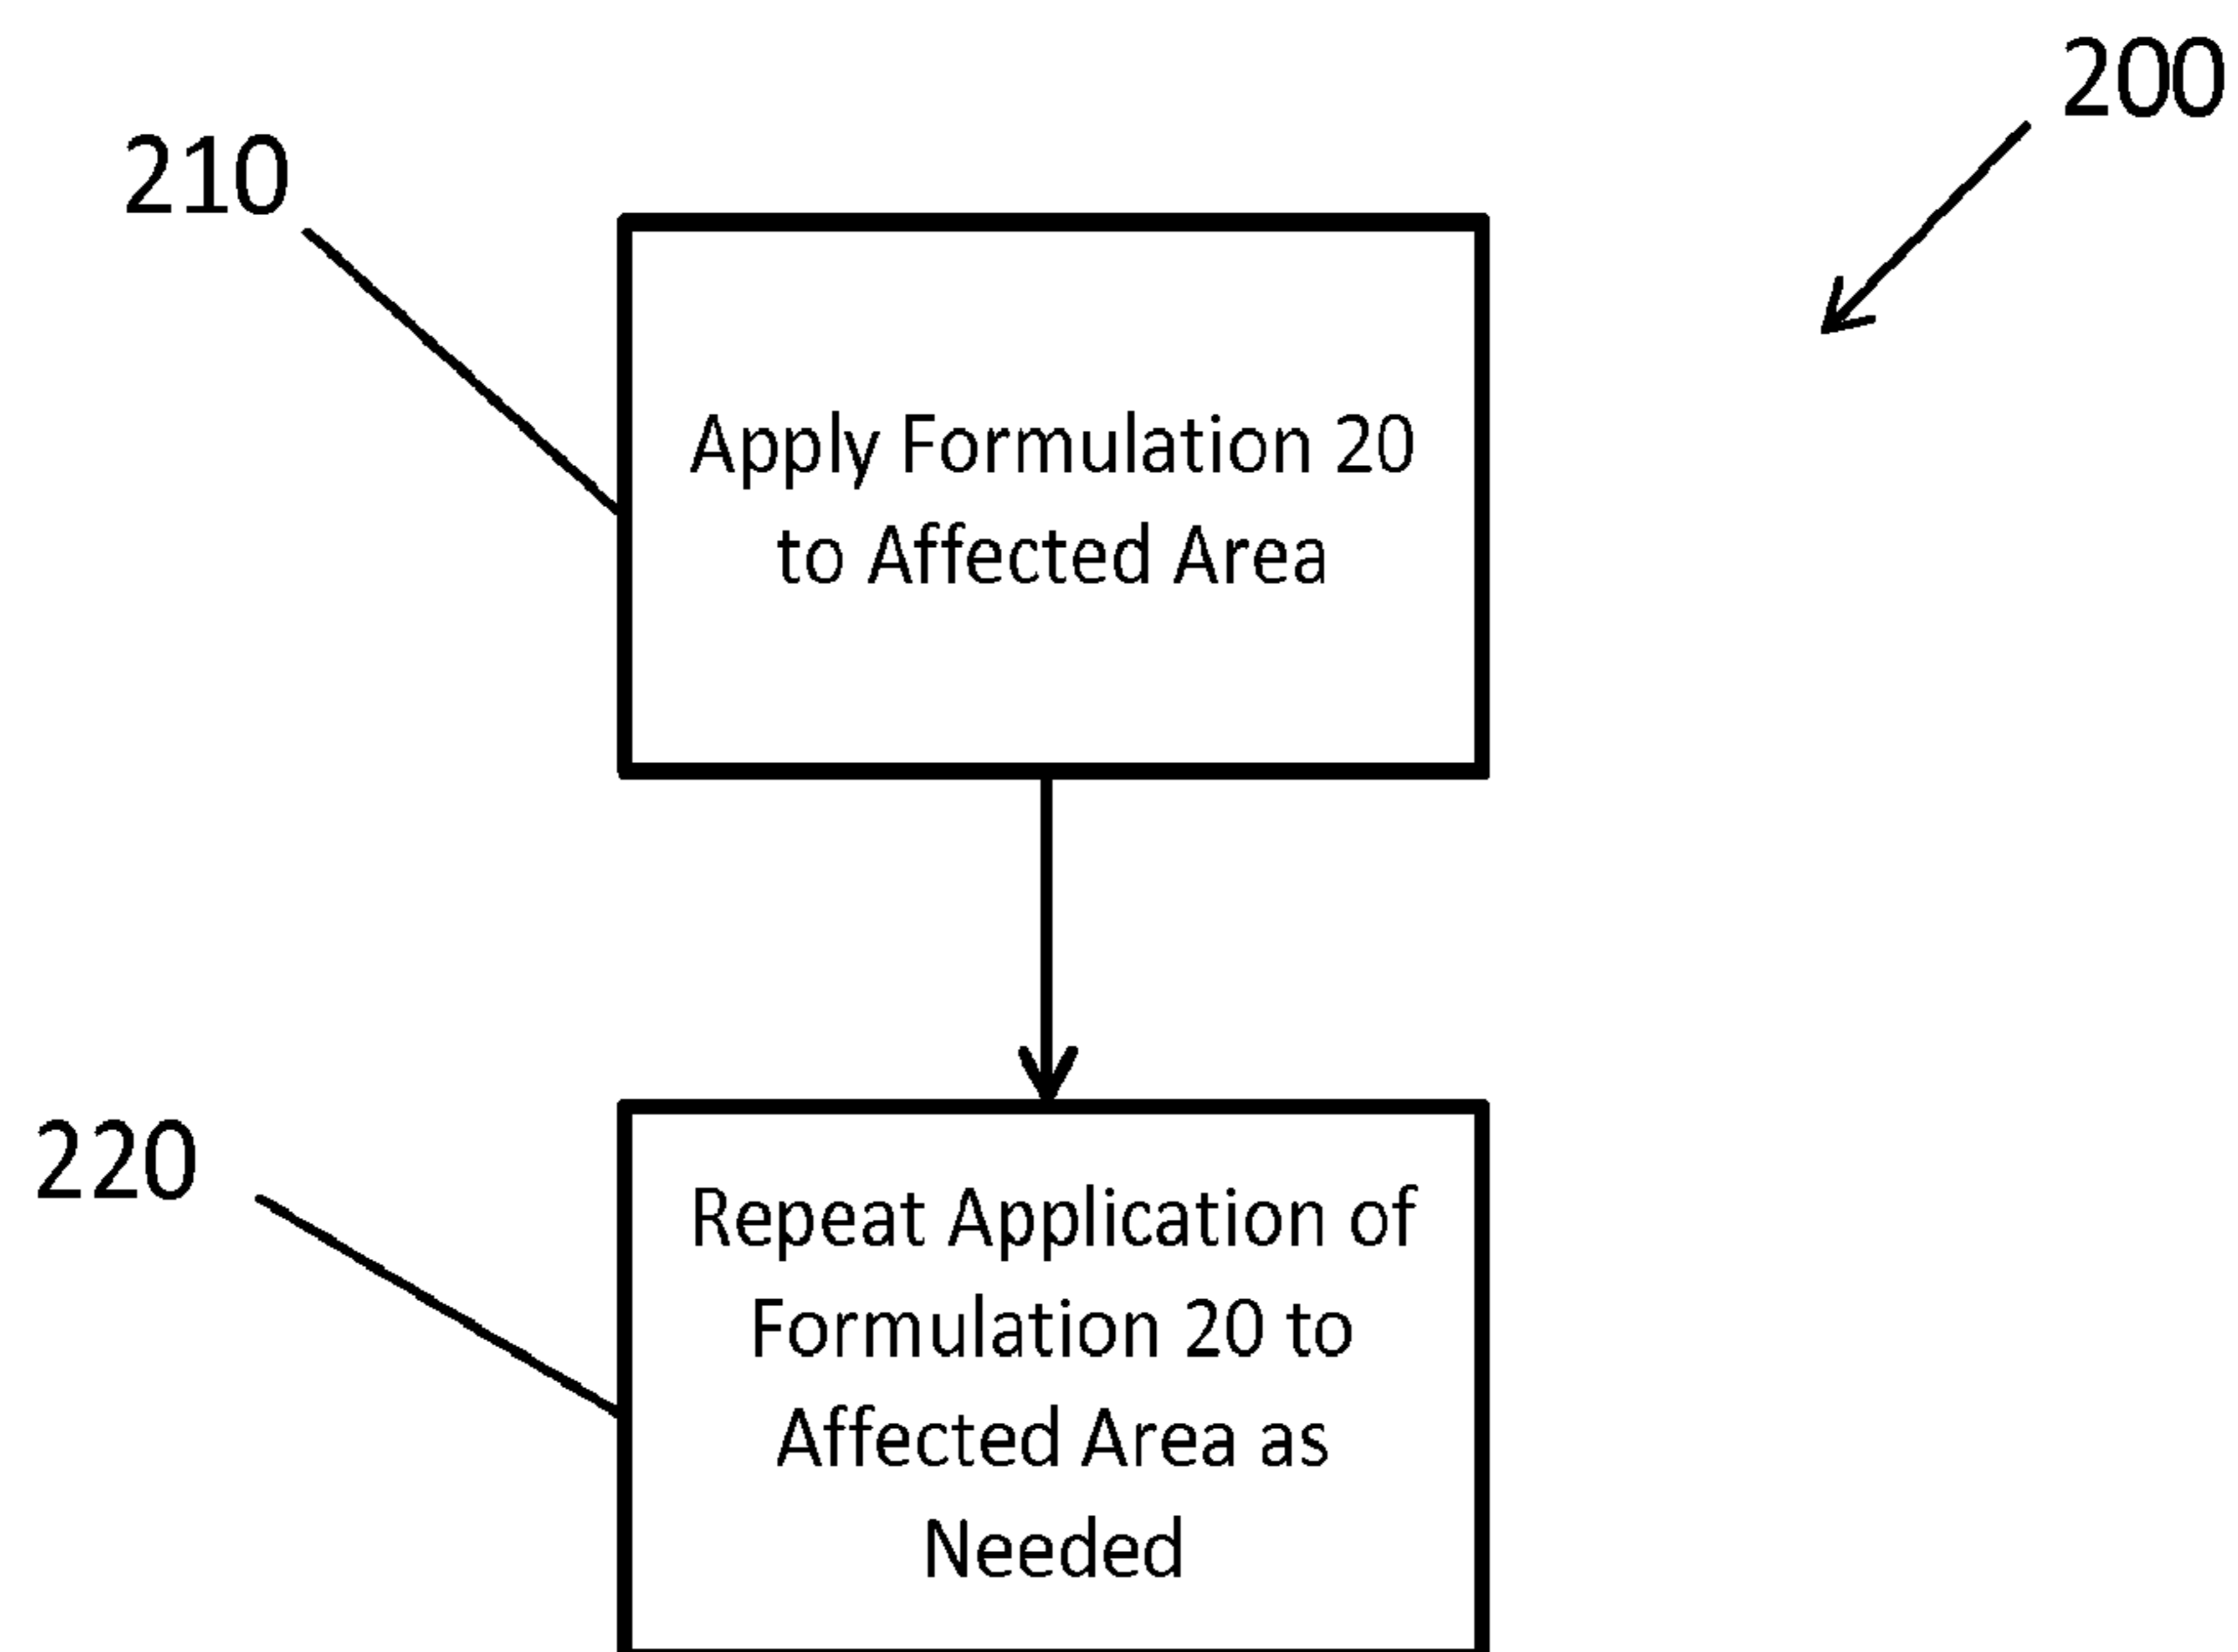 200
210
Apply Formulation 20
to Affected Area
220
Repeat Application of
Formulation 20 to
Affected Area as
Needed